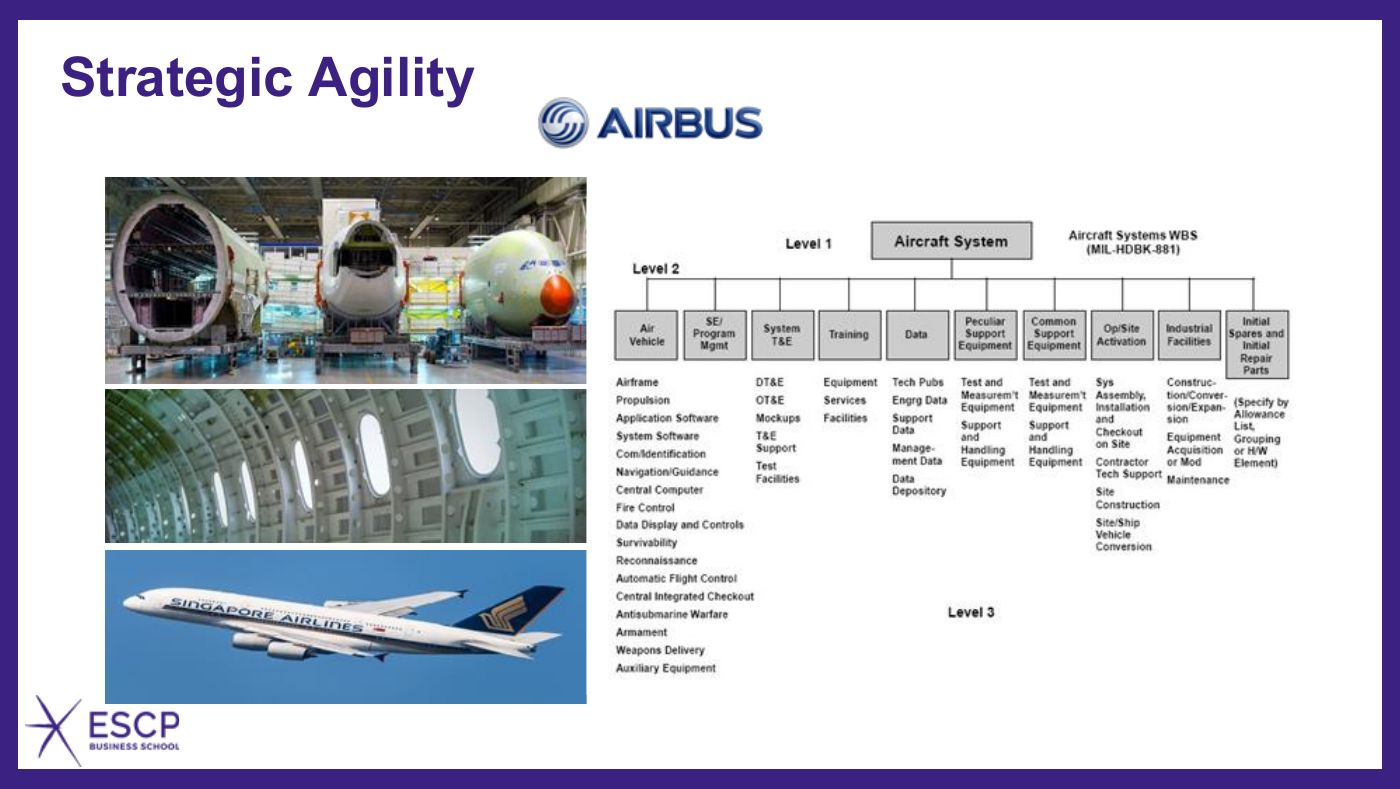 Strategic Agility
AIRBUS
SINGAPORE AIRLINES
Level 1
Aircraft System
Aircraft Systems WBS
(MIL-HDBK-881)
Level 2
Air
Vehicle
SE/
Program
Mgmt
System
T&E
Training
Data
Peculiar
Support
Equipment
Common
Support
Equipment
Op/Site
Activation
Industrial
Facilities
Initial
Spares and
Initial
Repair
Parts
Airframe
Propulsion
Application Software
System Software
Com/Identification
Navigation/Guidance
Central Computer
Fire Control
Data Display and Controls
Survivability
Reconnaissance
Automatic Flight Control
Central Integrated Checkout
Antisubmarine Warfare
Armament
Weapons Delivery
Auxiliary Equipment
DT&E
OT&E
Mockups
T&E
Support
Test
Facilities
Equipment
Services
Facilities
Tech Pubs
Engrg Data
Support
Data
Manage-
ment Data
Data
Depository
Test and
Measurem't
Equipment
Support
and
Handling
Equipment
Test and
Measurem't
Equipment
Support
and
Handling
Equipment
Sys
Assembly,
Installation
and
Checkout
on Site
Contractor
Tech Support
Site
Construction
Site/Ship
Vehicle
Conversion
Construc-
tion/Conver-
sion/Expan-
sion
Equipment
Acquisition
or Mod
Maintenance
(Specify by
Allowance
List,
Grouping
or H/W
Element)
Level 3
ESCP
BUSINESS SCHOOL